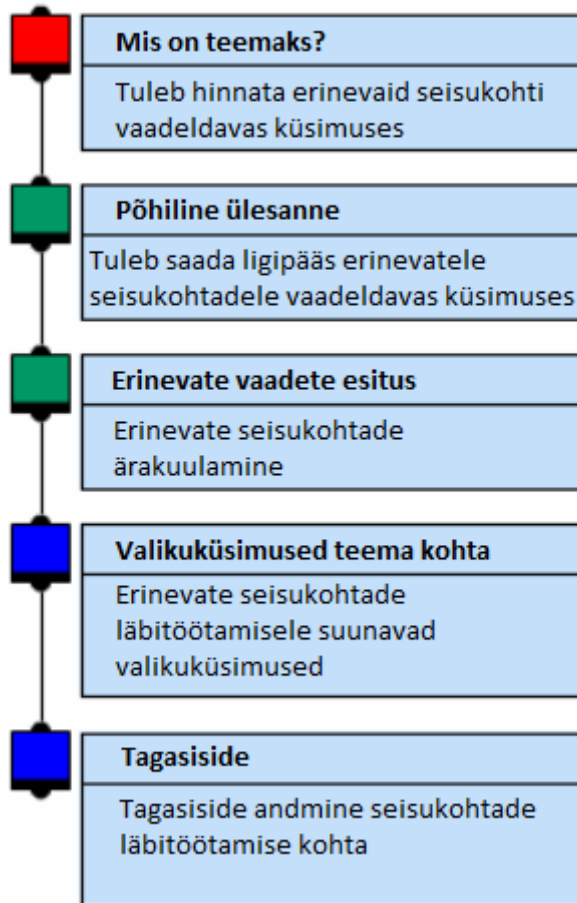 Mis on teemaks?
Tuleb hinnata erinevaid seisukohti
vaadeldavas küsimuses
Põhiline ülesanne
Tuleb saada ligipääs erinevatele
seisukohtadele vaadeldavas küsimuses
Erinevate vaadete esitus
Erinevate seisukohtade
ärakuulamine
Valikuküsimused teema kohta
Erinevate seisukohtade
läbitöötamisele suunavad
valikuküsimused
Tagasiside
Tagasiside andmine seisukohtade
läbitöötamise kohta